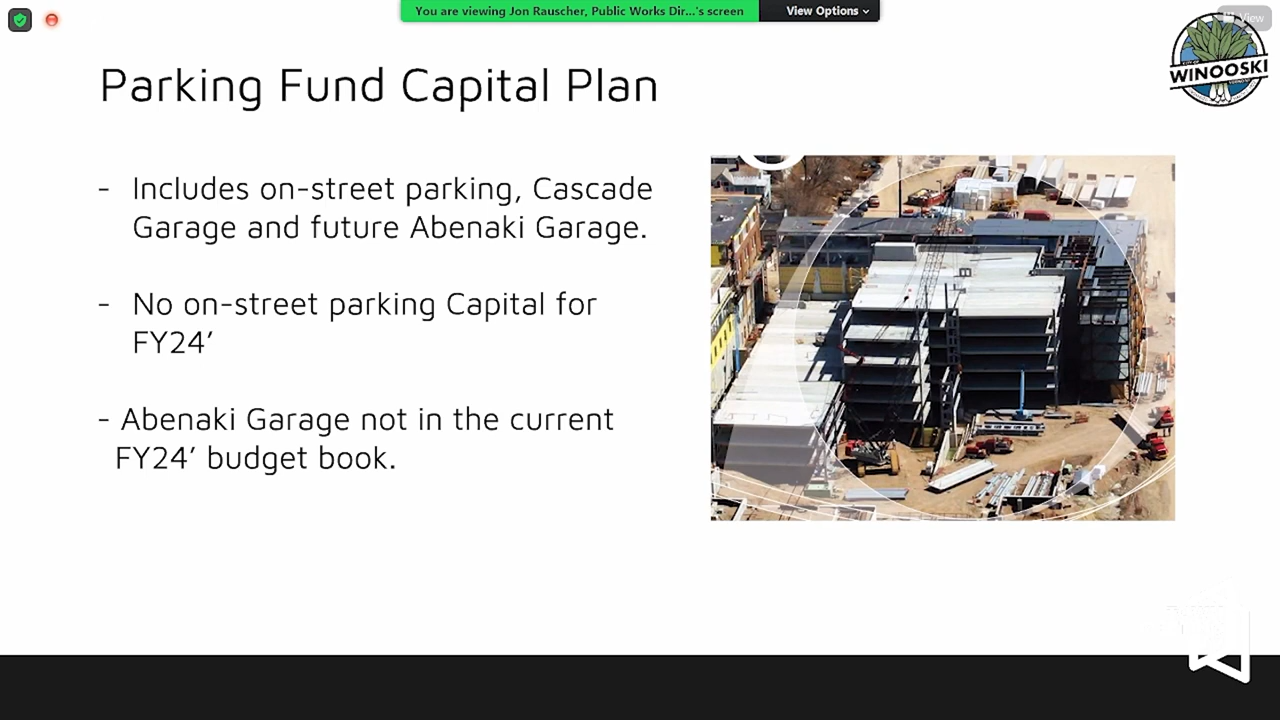 You are viewing Jon Rauscher, Public Works Dir...'s screen
View Options
View
WINOOSKI
Parking Fund Capital Plan
- Includes on-street parking, Cascade
Garage and future Abenaki Garage.
- No on-street parking Capital for
FY24’
- Abenaki Garage not in the current
FY24’ budget book.